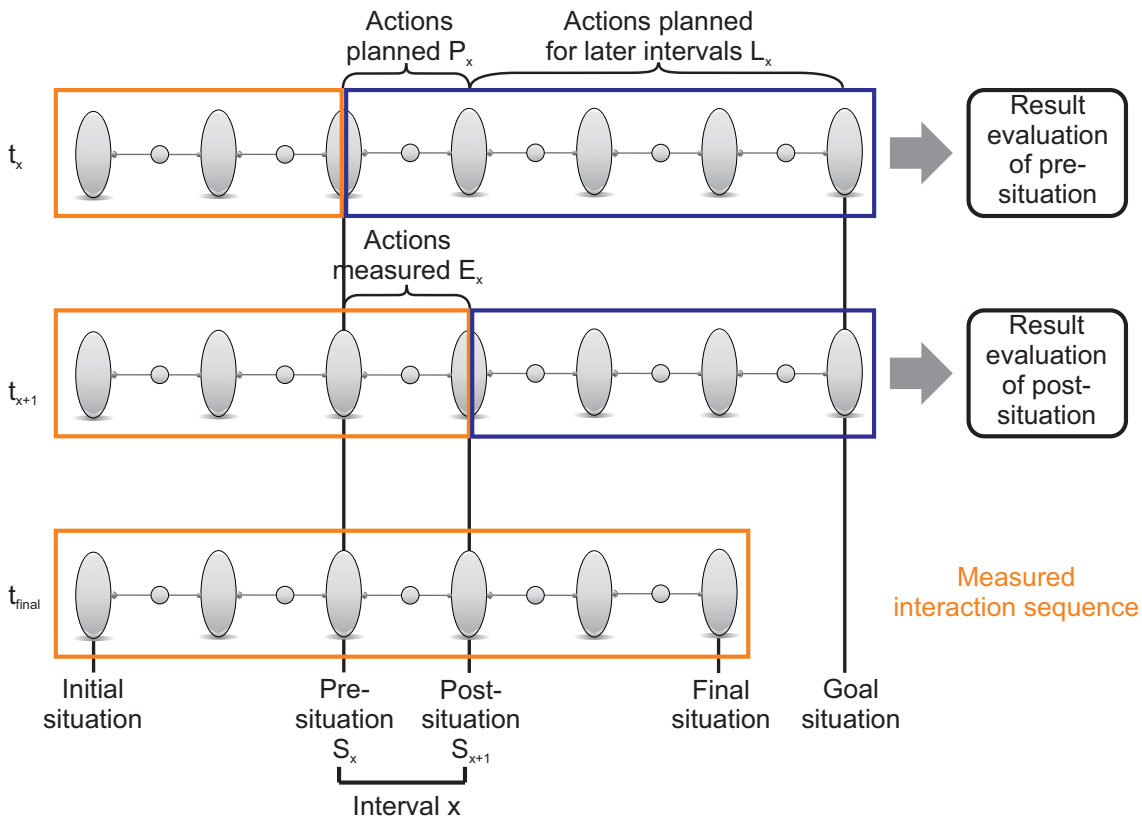 Actions
planned Pₓ
Actions planned
for later intervals Lₓ
tₓ
Result
evaluation
of pre-
situation
Actions
measured Eₓ
tₓ₊₁
Result
evaluation
of post-
situation
t_final
Measured
interaction sequence
Initial
situation
Pre-
situation
Sₓ
Post-
situation
Sₓ₊₁
Final
situation
Goal
situation
Interval x